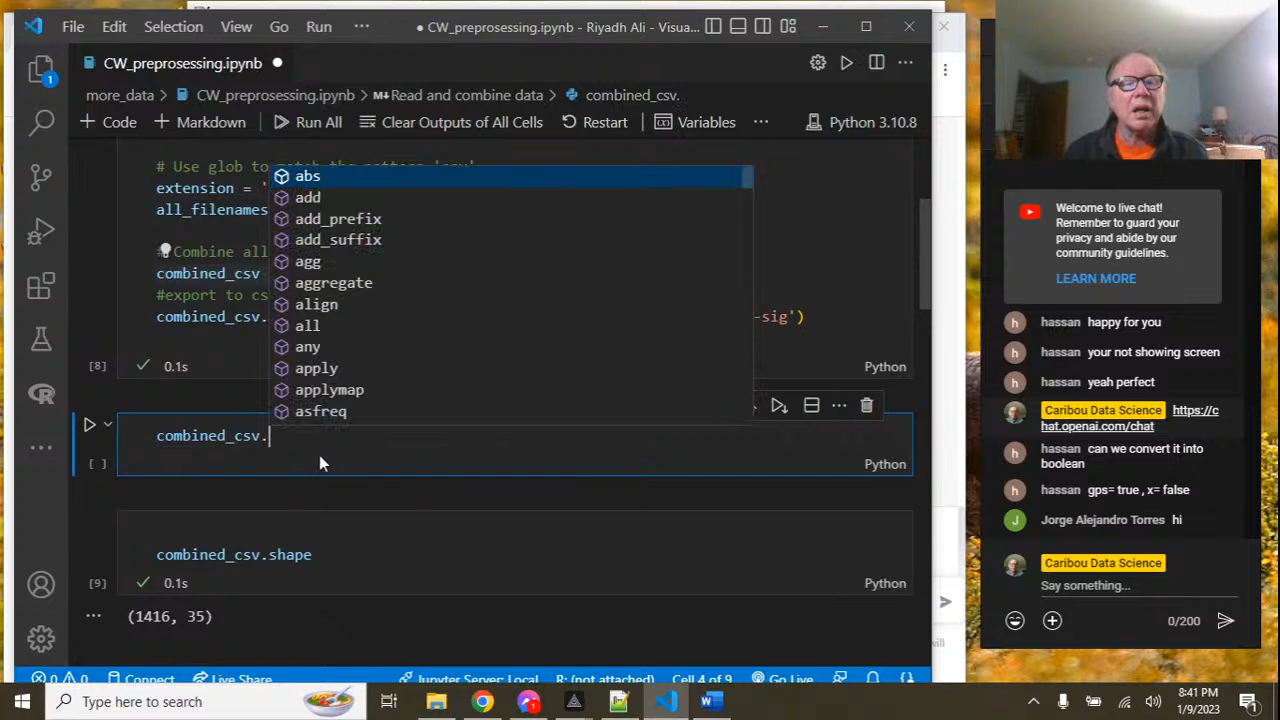 File Edit Selection View Go Run ··· ● CW_preprosessing.ipynb - Riyadh Ali - Visua...
CW_preprosessing.ipynb ●
more_data > CW_preprosessing.ipynb > M↓Read and combine data > combined_csv.
+ Code + Markdown Run All Clear Outputs of All Cells Restart Variables ··· Python 3.10.8
extension = '
all_filenames
Combine all
combined_csv
#export to cs
combined_csv. -sig')
[8] 0.1s Python
abs
add
add_prefix
add_suffix
agg
aggregate
align
all
any
apply
applymap
asfreq
combined_csv.
[ ] Python
combined_csv.shape
[9] 0.1s Python
(1416, 35)
0 0 Connect Live Share Jupyter Server: Local R: (not attached) Cell 4 of 9 Go Live
1
Welcome to live chat!
Remember to guard your
privacy and abide by our
community guidelines.
LEARN MORE
h hassan happy for you
h hassan your not showing screen
h hassan yeah perfect
Caribou Data Science https://c
hat.openai.com/chat
h hassan can we convert it into
boolean
h hassan gps= true , x= false
J Jorge Alejandro Torres hi
Caribou Data Science
Say something...
0/200
Type here to search
8:41 PM
1/9/2023
1